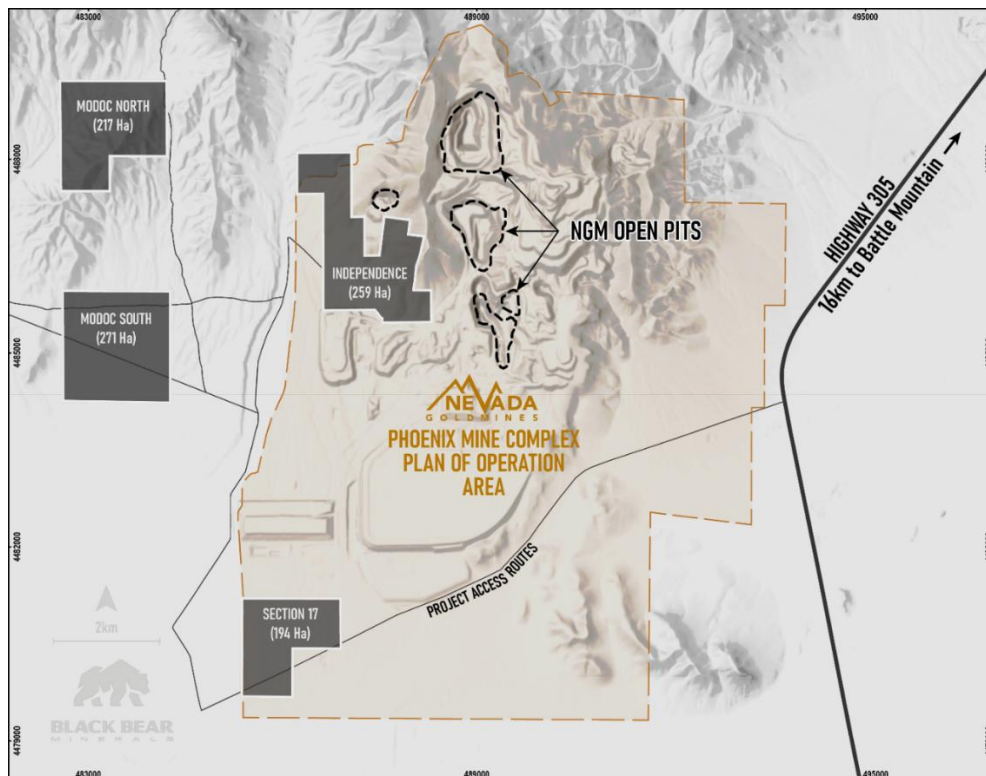 483000
489000
495000
MODOC NORTH
(217 Ha)
4488000
HIGHWAY 305
16km to Battle Mountain
NGM OPEN PITS
INDEPENDENCE
(259 Ha)
MODOC SOUTH
(271 Ha)
4485000
NEVADA
GOLDMINES
PHOENIX MINE COMPLEX
PLAN OF OPERATION
AREA
4482000
PROJECT ACCESS ROUTES
SECTION 17
(194 Ha)
2km
BLACK BEAR
MINERALS
4479000
483000
489000
495000